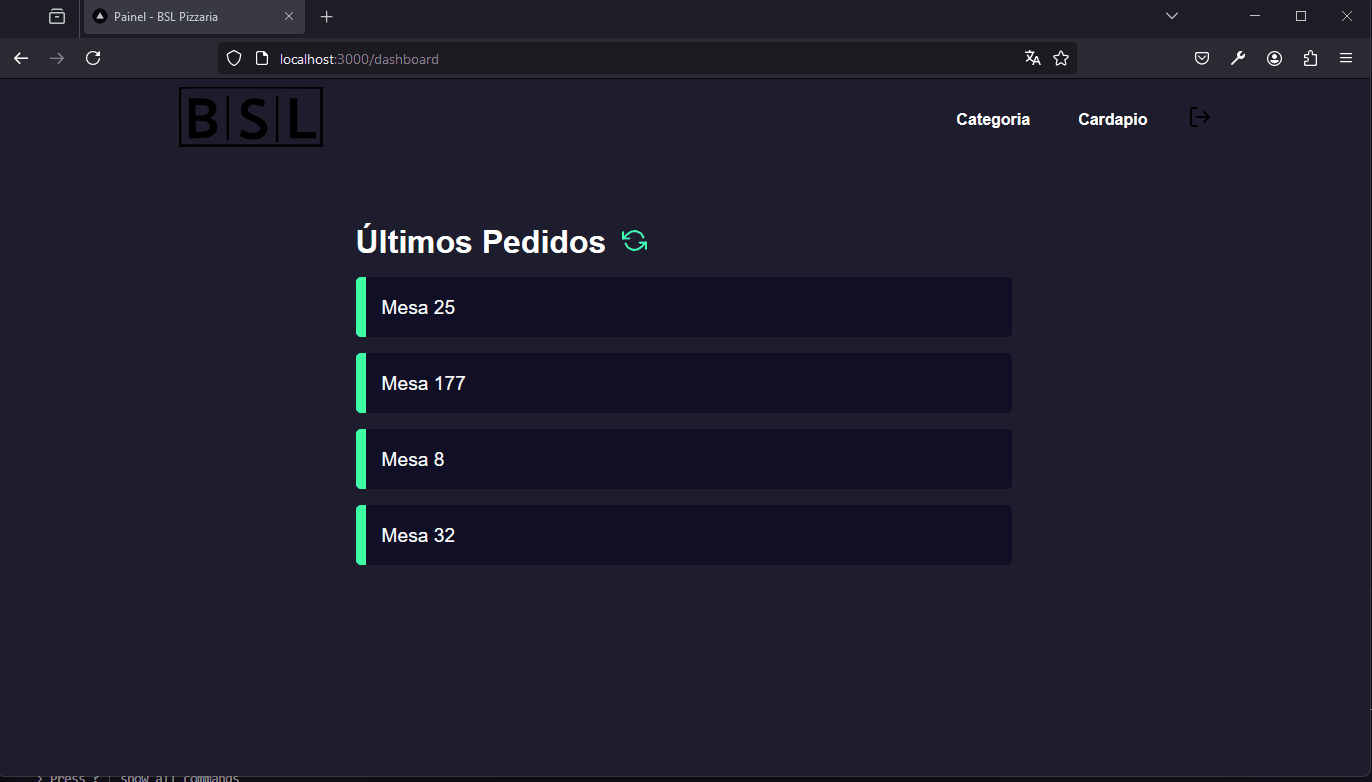 Painel - BSL Pizzaria
localhost:3000/dashboard
B|S|L
Categoria
Cardapio
Últimos Pedidos
Mesa 25
Mesa 177
Mesa 8
Mesa 32
› Press ? | show all commands